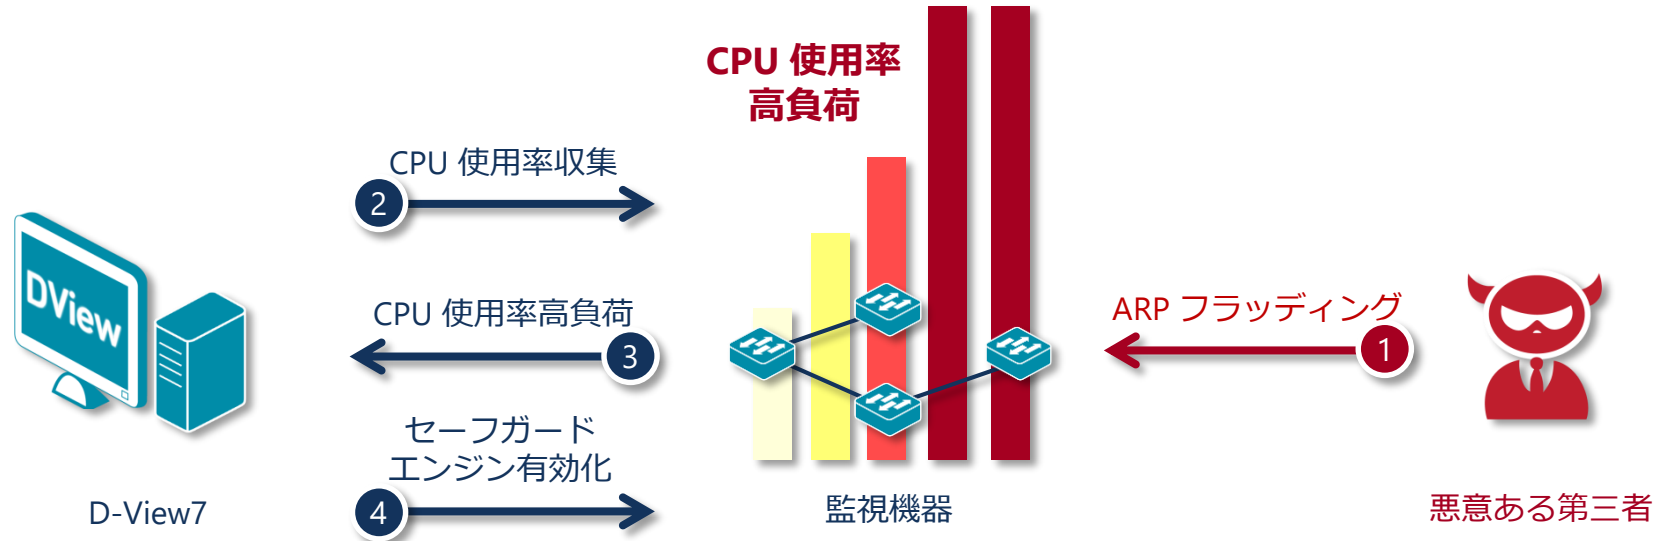 CPU 使用率
高負荷
CPU 使用率収集
2
DView
CPU 使用率高負荷
3
ARP フラッディング
1
セーフガード
エンジン有効化
4
D-View7
監視機器
悪意ある第三者